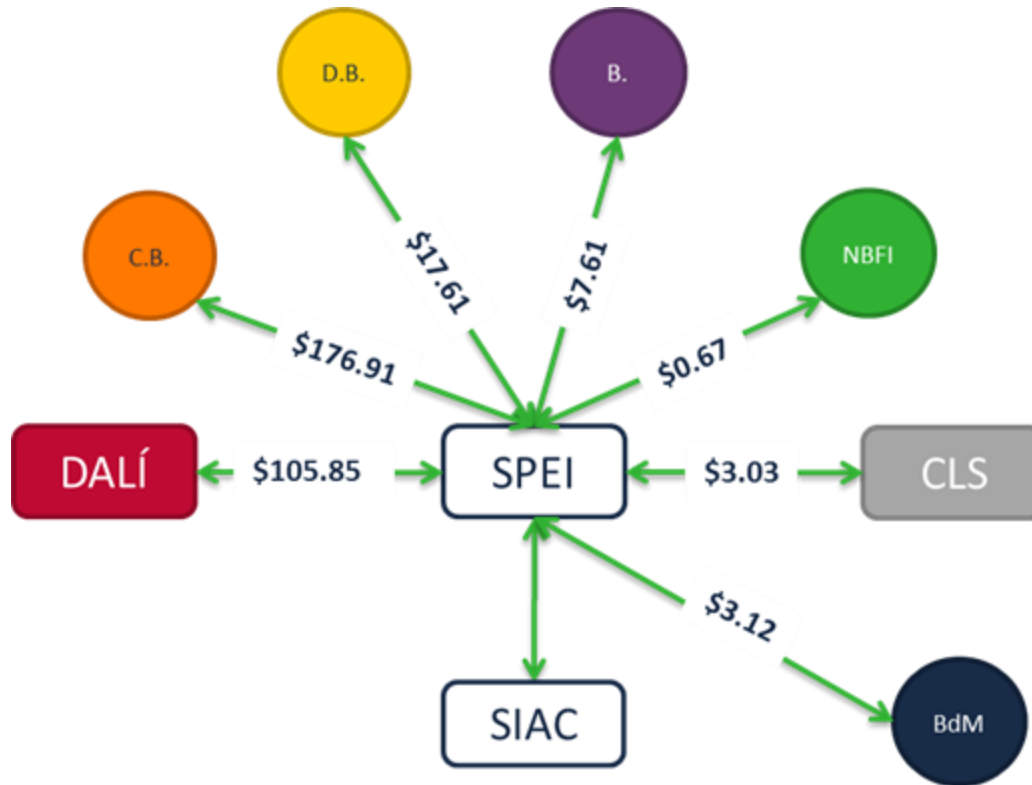 D.B.
B.
C.B.
NBFI
$17.61
$7.61
$176.91
$0.67
DALÍ
$105.85
SPEI
$3.03
CLS
$3.12
SIAC
BdM